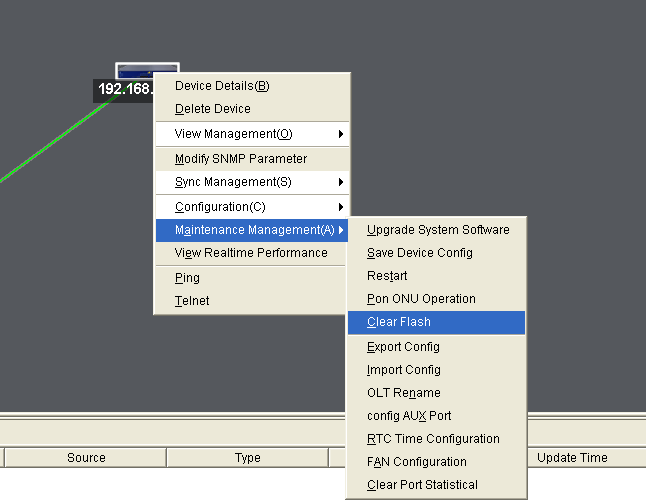 192.168.
Device Details(B)
Delete Device
View Management(O)
Modify SNMP Parameter
Sync Management(S)
Configuration(C)
Maintenance Management(A)
View Realtime Performance
Ping
Telnet
Upgrade System Software
Save Device Config
Restart
Pon ONU Operation
Clear Flash
Export Config
Import Config
OLT Rename
config AUX Port
RTC Time Configuration
FAN Configuration
Clear Port Statistical
Source
Type
Update Time